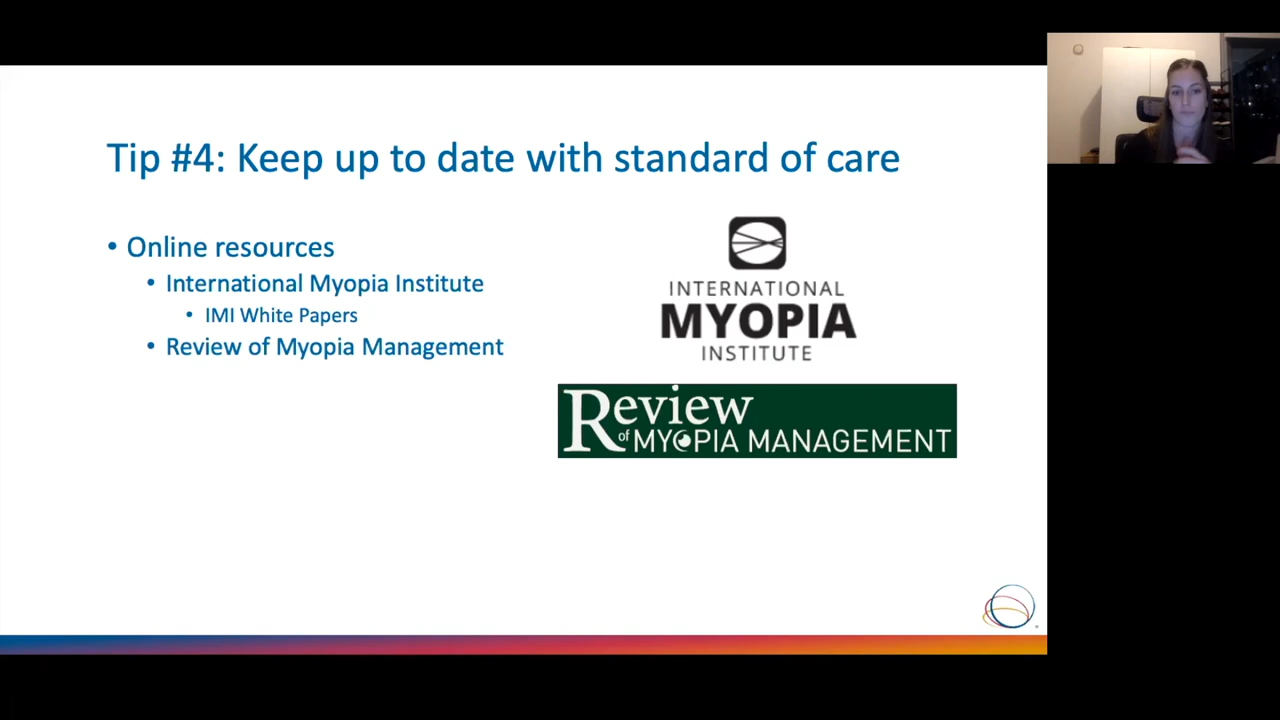 Tip #4: Keep up to date with standard of care
• Online resources
• International Myopia Institute
• IMI White Papers
• Review of Myopia Management
INTERNATIONAL
MYOPIA
INSTITUTE
Review
of MYOPIA MANAGEMENT